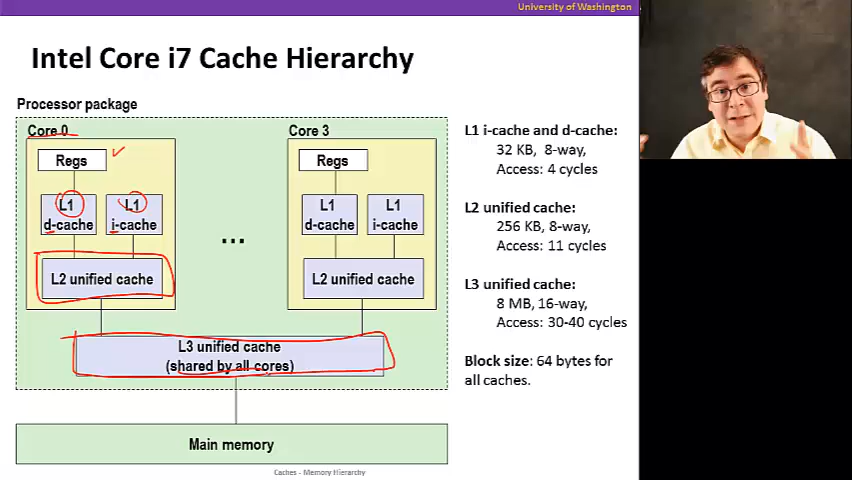 University of Washington
Intel Core i7 Cache Hierarchy
Processor package
Core 0
Core 3
Regs
Regs
L1
d-cache
L1
i-cache
L1
d-cache
L1
i-cache
...
L2 unified cache
L2 unified cache
L3 unified cache
(shared by all cores)
Main memory
L1 i-cache and d-cache:
32 KB, 8-way,
Access: 4 cycles
L2 unified cache:
256 KB, 8-way,
Access: 11 cycles
L3 unified cache:
8 MB, 16-way,
Access: 30-40 cycles
Block size: 64 bytes for
all caches.
Caches - Memory Hierarchy